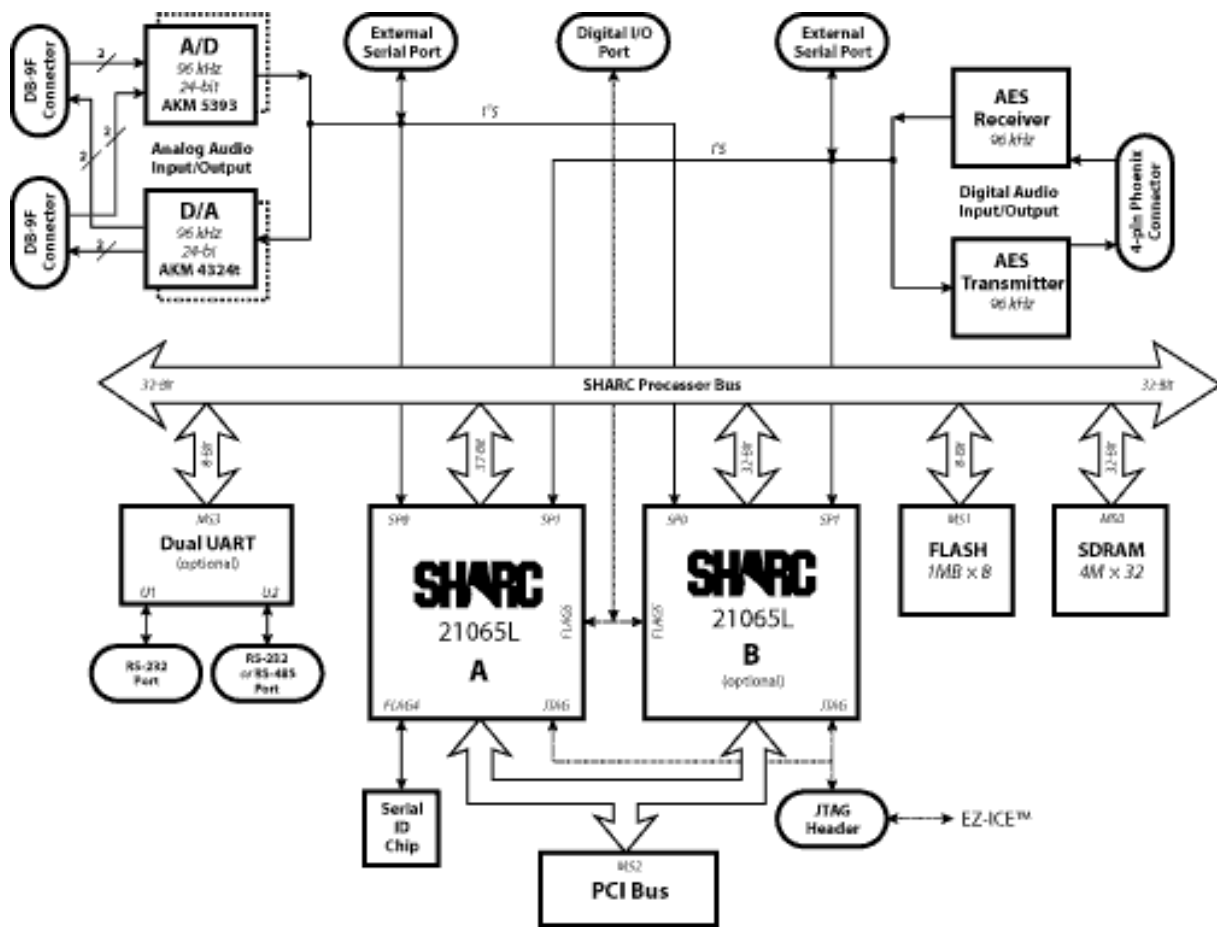 DB-9F
Connector
2
A/D
96 kHz
24-bit
AKM 5393
External
Serial Port
Digital I/O
Port
External
Serial Port
AES
Receiver
96 kHz
I²S
I²S
2
2
Analog Audio
Input/Output
Digital Audio
Input/Output
4-pin Phoenix
Connector
DB-9F
Connector
2
D/A
96 kHz
24-bit
AKM 4324t
AES
Transmitter
96 kHz
32-Bit
SHARC Processor Bus
32-Bit
8-Bit
32-Bit
8-Bit
32-Bit
MS3
Dual UART
(optional)
U1
U2
RS-232
Port
RS-232
or RS-485
Port
SP0
SP1
SHARC
21065L
A
FLAGS
FLAG4
JTAG
SP0
SP1
SHARC
21065L
B
(optional)
FLAGS
JTAG
MS1
FLASH
1MB × 8
MS0
SDRAM
4M × 32
Serial
ID
Chip
JTAG
Header
EZ-ICE™
MS2
PCI Bus